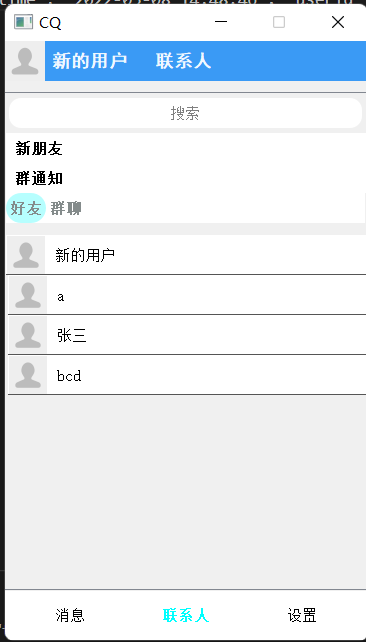 CQ
新的用户 联系人
搜索
新朋友
群通知
好友 群聊
新的用户
a
张三
bcd
消息 联系人 设置